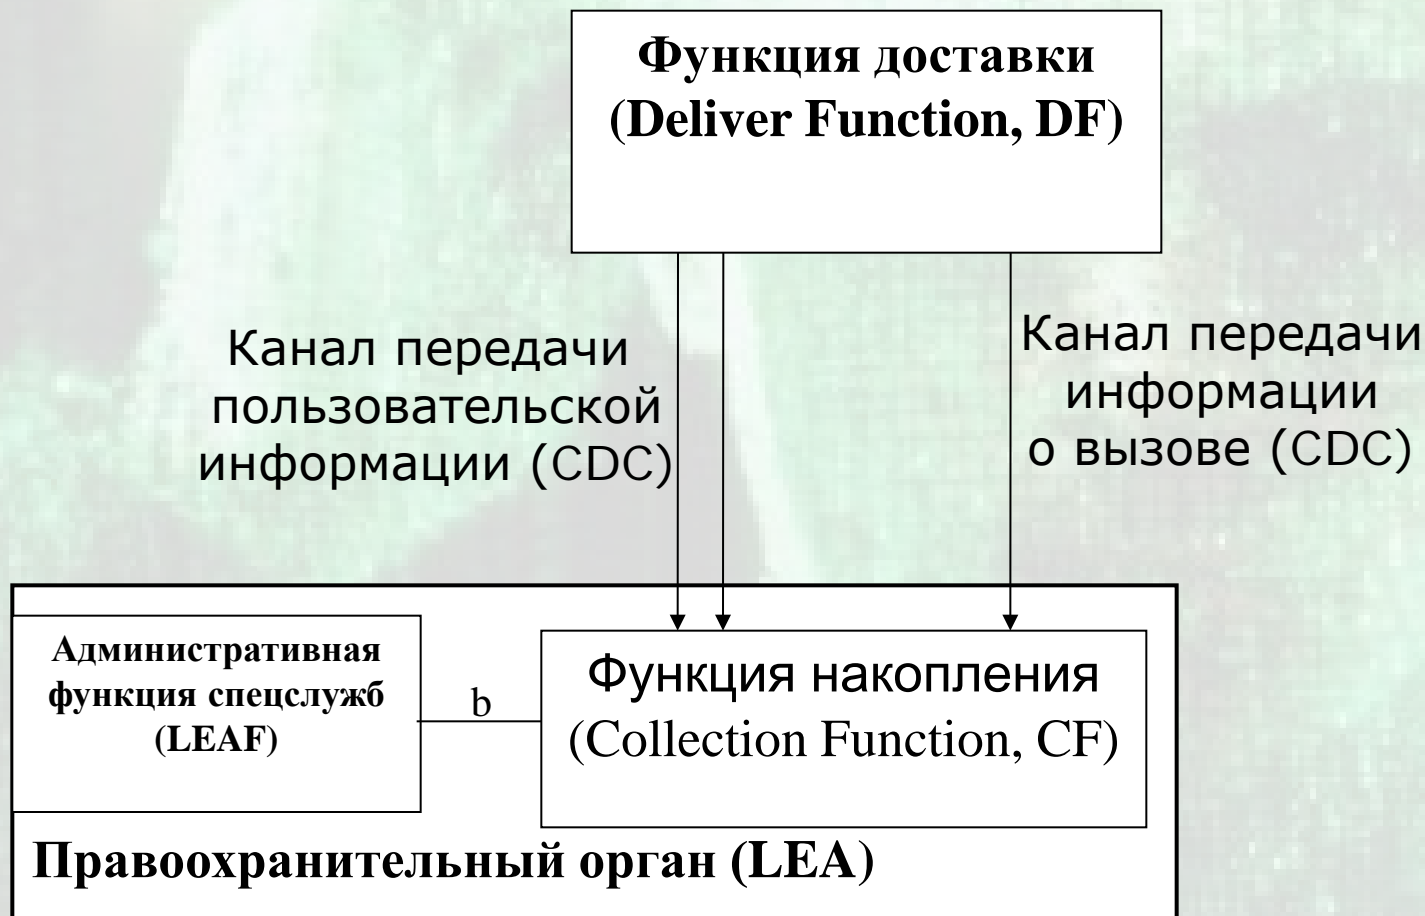 Функция доставки
(Deliver Function, DF)
Канал передачи
пользовательской
информации (CDC)
Канал передачи
информации
о вызове (CDC)
Административная
функция спецслужб
(LEAF)
b
Функция накопления
(Collection Function, CF)
Правоохранительный орган (LEA)